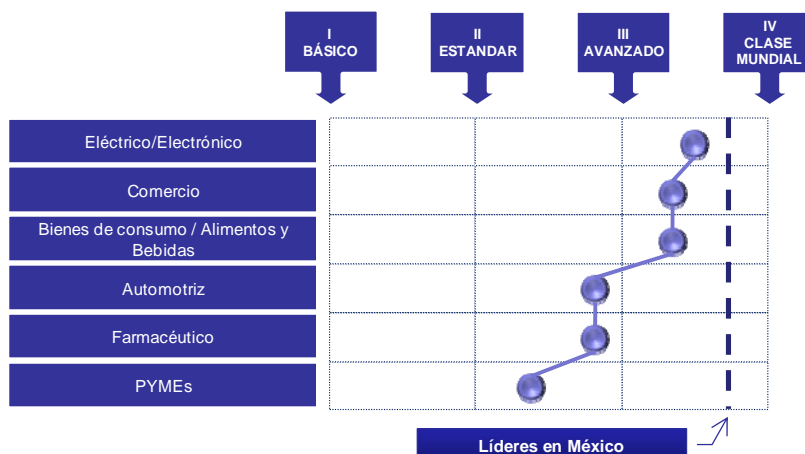 I
BÁSICO
II
ESTANDAR
III
AVANZADO
IV
CLASE
MUNDIAL
Eléctrico/Electrónico
Comercio
Bienes de consumo / Alimentos y
Bebidas
Automotriz
Farmacéutico
PYMEs
Líderes en México